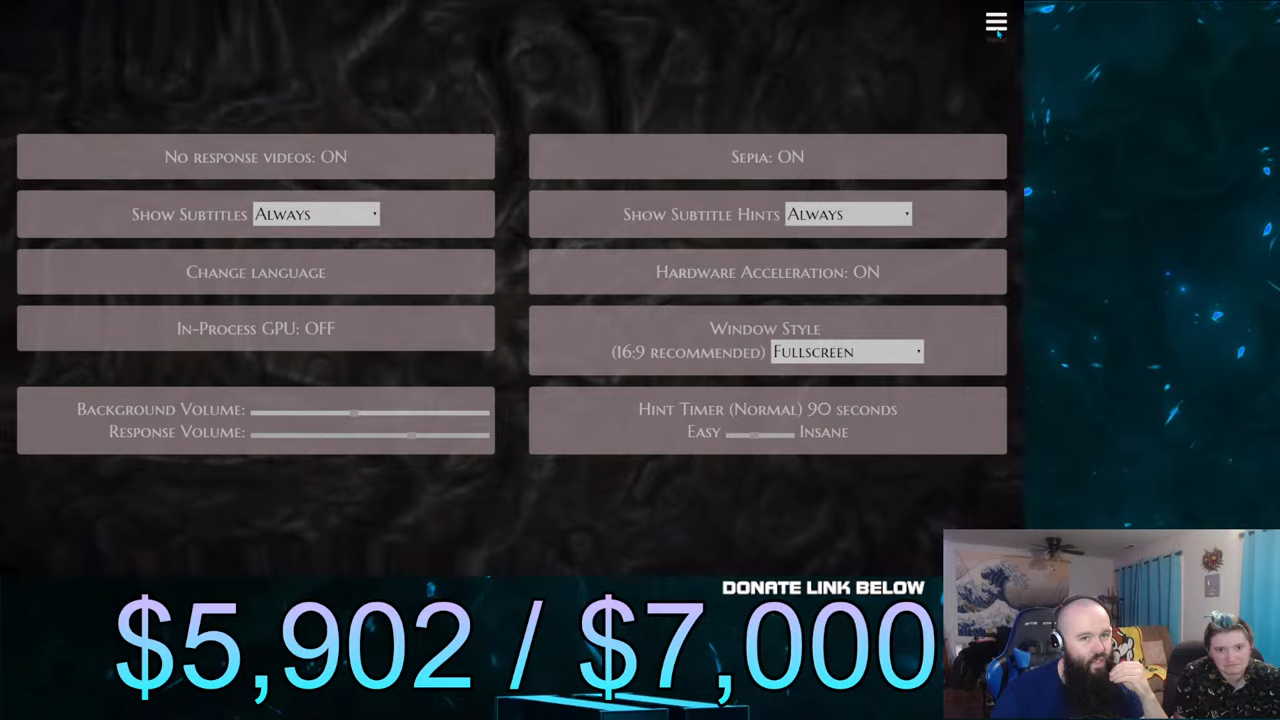 No response videos: ON
Sepia: ON
Show Subtitles Always
Show Subtitle Hints Always
Change language
Hardware Acceleration: ON
In-Process GPU: OFF
Window Style
(16:9 recommended) Fullscreen
Background Volume:
Response Volume:
Hint Timer (Normal) 90 seconds
Easy Insane
DONATE LINK BELOW
$5,902 / $7,000